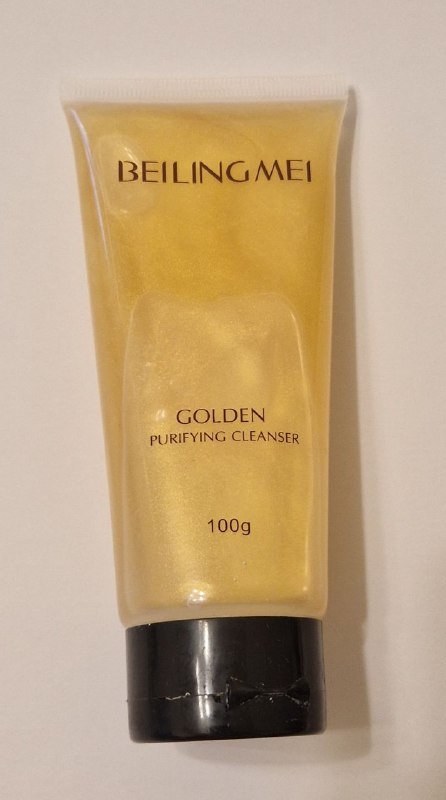 BEILINGMEI
GOLDEN
PURIFYING CLEANSER
100g